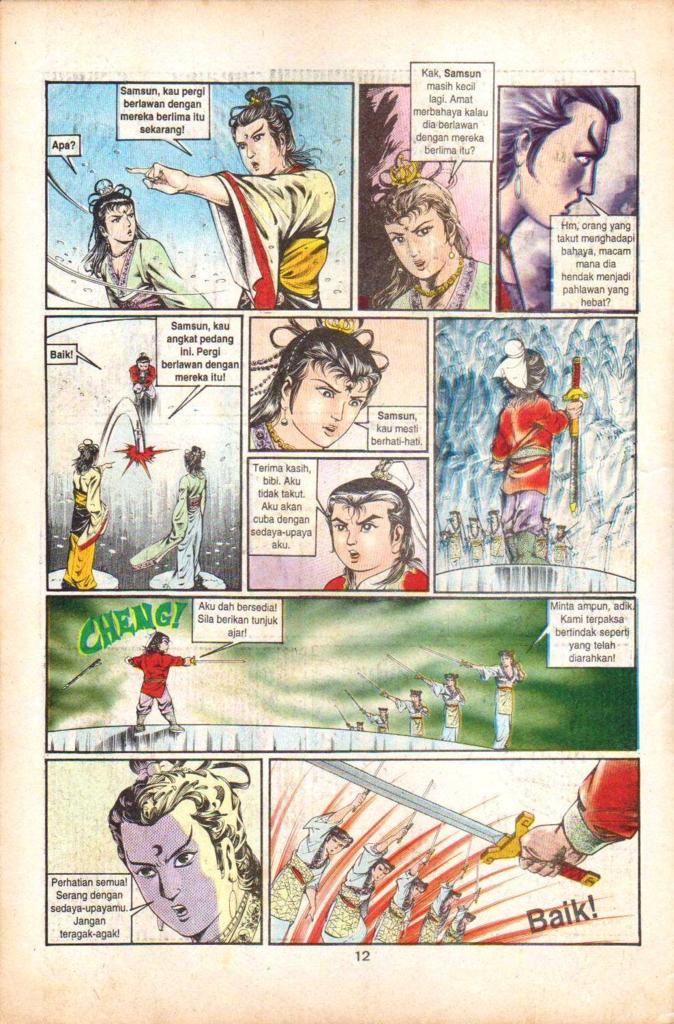 Samsun, kau pergi
berlawan dengan
mereka berlima itu
sekarang!
Apa?
Kak, Samsun
masih kecil
lagi. Amat
merbahaya kalau
dia berlawan
dengan mereka
berlima itu?
Hm, orang yang
takut menghadapi
bahaya, macam
mana dia
hendak menjadi
pahlawan yang
hebat?
Baik!
Samsun, kau
angkat pedang
ini. Pergi
berlawan dengan
mereka itu!
Samsun,
kau mesti
berhati-hati.
Terima kasih,
bibi. Aku
tidak takut.
Aku akan
cuba dengan
sedaya-upaya
aku.
CHENG!
Aku dah bersedia!
Sila berikan tunjuk
ajar!
Minta ampun, adik.
Kami terpaksa
bertindak seperti
yang telah
diarahkan!
Perhatian semua!
Serang dengan
sedaya-upayamu.
Jangan
teragak-agak!
Baik!
12